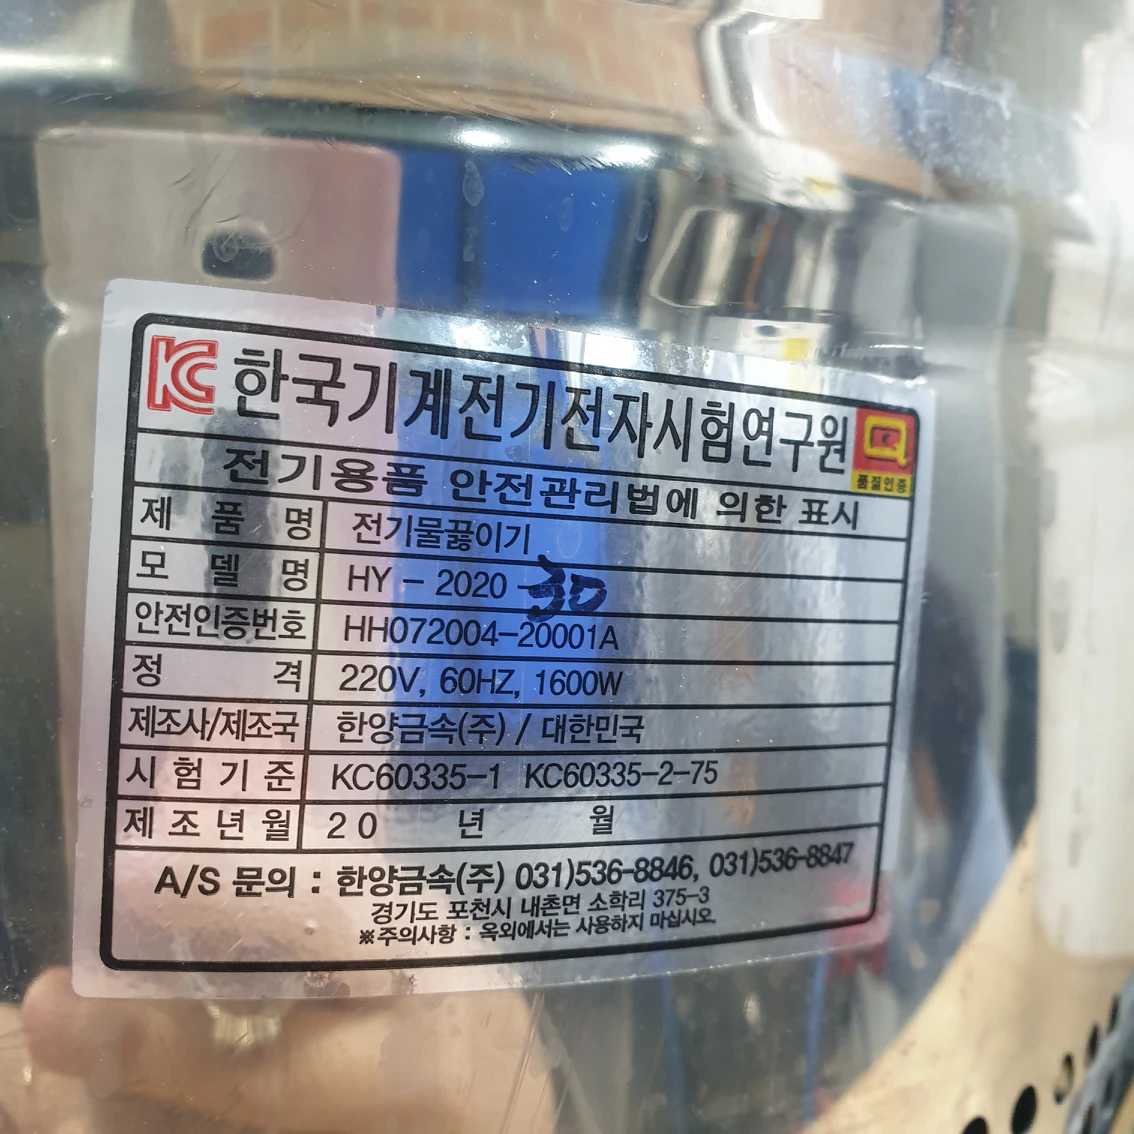 KC 한국기계전기전자시험연구원
K 품질인증
전기용품 안전관리법에 의한 표시
제 품 명 전기물끓이기
모 델 명 HY - 2020 - 30
안전인증번호 HH072004-20001A
정 격 220V, 60HZ, 1600W
제조사/제조국 한양금속(주) / 대한민국
시 험 기 준 KC60335-1 KC60335-2-75
제 조 년 월 20 년 월
A/S 문의 : 한양금속(주) 031)536-8846, 031)536-8847
경기도 포천시 내촌면 소학리 375-3
※주의사항 : 옥외에서는 사용하지 마십시오.